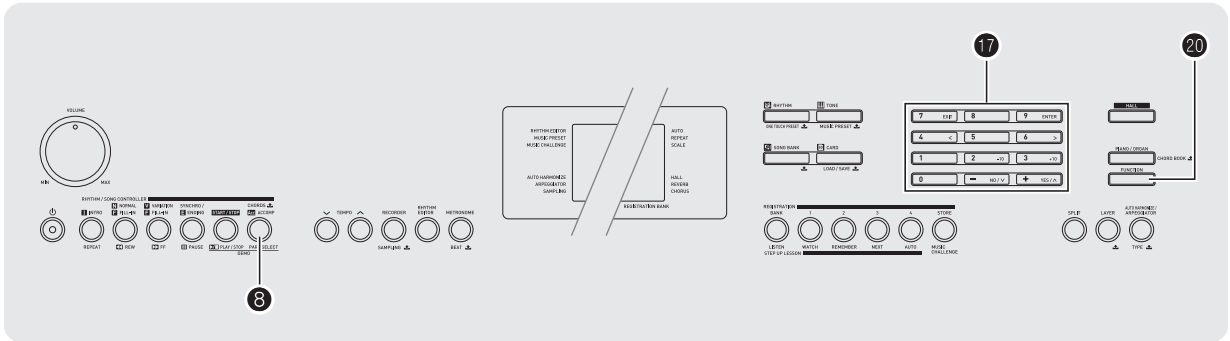 17
20
VOLUME
MIN
MAX
RHYTHM / SONG CONTROLLER
I INTRO
REPEAT
N NORMAL
F FILL-IN
REW
V VARIATION
F FILL-IN
FF
SYNCHRO /
E ENDING
PAUSE
START/STOP
PLAY / STOP
CHORDS
ACCOMP
PART SELECT
DEMO
8
TEMPO
RECORDER
SAMPLING
RHYTHM
EDITOR
METRONOME
BEAT
RHYTHM EDITOR
MUSIC PRESET
MUSIC CHALLENGE
AUTO HARMONIZE
ARPEGGIATOR
SAMPLING
AUTO
REPEAT
SCALE
HALL
REVERB
CHORUS
REGISTRATION BANK
RHYTHM
ONE TOUCH PRESET
TONE
MUSIC PRESET
SONG BANK
CARD
LOAD / SAVE
7 EXIT 8 9 ENTER
4 < 5 6 >
1 2 -10 3 +10
0 − NO / ∨ + YES / ∧
REGISTRATION
BANK 1 2 3 4 STORE
LISTEN WATCH REMEMBER NEXT AUTO MUSIC
CHALLENGE
STEP UP LESSON
HALL
PIANO / ORGAN
CHORD BOOK
FUNCTION
SPLIT
LAYER
AUTO HARMONIZE /
ARPEGGIATOR
TYPE